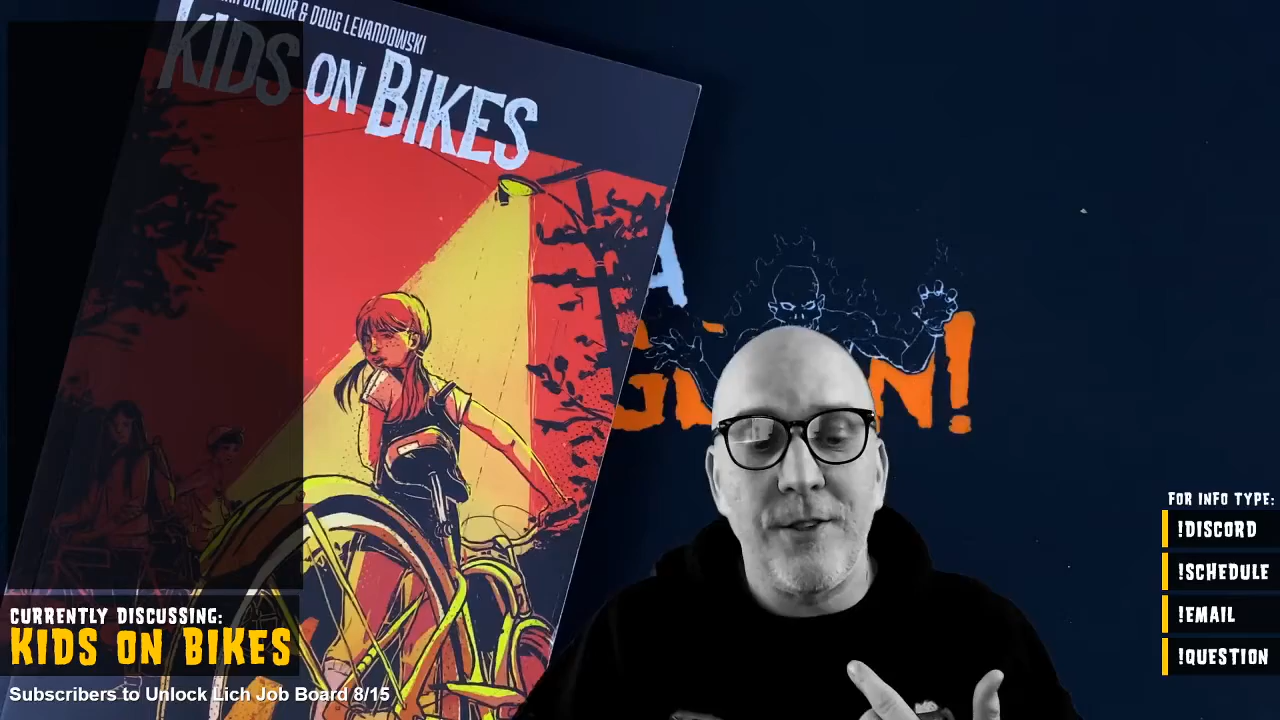 & DOUG LEVANDOWSKI
KIDS ON BIKES
A
N!
FOR INFO TYPE:
!DISCORD
!SCHEDULE
!EMAIL
!QUESTION
CURRENTLY DISCUSSING:
KIDS ON BIKES
Subscribers to Unlock Lich Job Board 8/15